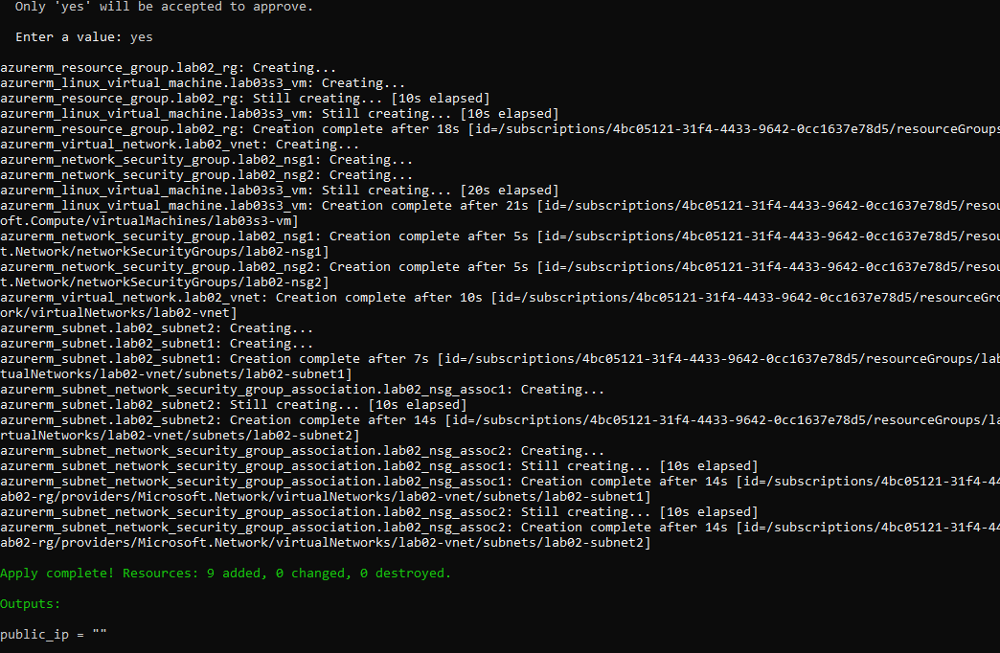 Only 'yes' will be accepted to approve.
Enter a value: yes
azurerm_resource_group.lab02_rg: Creating...
azurerm_linux_virtual_machine.lab03s3_vm: Creating...
azurerm_resource_group.lab02_rg: Still creating... [10s elapsed]
azurerm_linux_virtual_machine.lab03s3_vm: Still creating... [10s elapsed]
azurerm_resource_group.lab02_rg: Creation complete after 18s [id=/subscriptions/4bc05121-31f4-4433-9642-0cc1637e78d5/resourceGroups
azurerm_virtual_network.lab02_vnet: Creating...
azurerm_network_security_group.lab02_nsg1: Creating...
azurerm_network_security_group.lab02_nsg2: Creating...
azurerm_linux_virtual_machine.lab03s3_vm: Still creating... [20s elapsed]
azurerm_linux_virtual_machine.lab03s3_vm: Creation complete after 21s [id=/subscriptions/4bc05121-31f4-4433-9642-0cc1637e78d5/resou
oft.Compute/virtualMachines/lab03s3-vm]
azurerm_network_security_group.lab02_nsg1: Creation complete after 5s [id=/subscriptions/4bc05121-31f4-4433-9642-0cc1637e78d5/resou
t.Network/networkSecurityGroups/lab02-nsg1]
azurerm_network_security_group.lab02_nsg2: Creation complete after 5s [id=/subscriptions/4bc05121-31f4-4433-9642-0cc1637e78d5/resou
t.Network/networkSecurityGroups/lab02-nsg2]
azurerm_virtual_network.lab02_vnet: Creation complete after 10s [id=/subscriptions/4bc05121-31f4-4433-9642-0cc1637e78d5/resourceGro
ork/virtualNetworks/lab02-vnet]
azurerm_subnet.lab02_subnet2: Creating...
azurerm_subnet.lab02_subnet1: Creating...
azurerm_subnet.lab02_subnet1: Creation complete after 7s [id=/subscriptions/4bc05121-31f4-4433-9642-0cc1637e78d5/resourceGroups/lab
tualNetworks/lab02-vnet/subnets/lab02-subnet1]
azurerm_subnet_network_security_group_association.lab02_nsg_assoc1: Creating...
azurerm_subnet.lab02_subnet2: Still creating... [10s elapsed]
azurerm_subnet.lab02_subnet2: Creation complete after 14s [id=/subscriptions/4bc05121-31f4-4433-9642-0cc1637e78d5/resourceGroups/la
rtualNetworks/lab02-vnet/subnets/lab02-subnet2]
azurerm_subnet_network_security_group_association.lab02_nsg_assoc2: Creating...
azurerm_subnet_network_security_group_association.lab02_nsg_assoc1: Still creating... [10s elapsed]
azurerm_subnet_network_security_group_association.lab02_nsg_assoc1: Creation complete after 14s [id=/subscriptions/4bc05121-31f4-44
ab02-rg/providers/Microsoft.Network/virtualNetworks/lab02-vnet/subnets/lab02-subnet1]
azurerm_subnet_network_security_group_association.lab02_nsg_assoc2: Still creating... [10s elapsed]
azurerm_subnet_network_security_group_association.lab02_nsg_assoc2: Creation complete after 14s [id=/subscriptions/4bc05121-31f4-44
ab02-rg/providers/Microsoft.Network/virtualNetworks/lab02-vnet/subnets/lab02-subnet2]
Apply complete! Resources: 9 added, 0 changed, 0 destroyed.
Outputs:
public_ip = ""